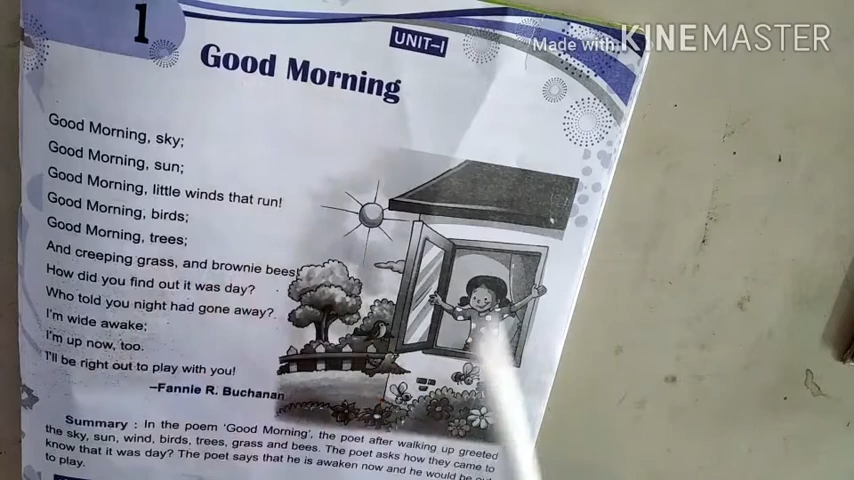 Made with KINEMASTER
1
UNIT–I
Good Morning
Good Morning, sky;
Good Morning, sun;
Good Morning, little winds that run!
Good Morning, birds;
Good Morning, trees;
And creeping grass, and brownie bees
How did you find out it was day?
Who told you night had gone away?
I'm wide awake;
I'm up now, too.
I'll be right out to play with you!
–Fannie R. Buchanan
Summary : In the poem 'Good Morning', the poet after walking up greeted
the sky, sun, wind, birds, trees, grass and bees. The poet asks how they came to
know that it was day? The poet says that he is awaken now and he would be out
to play.